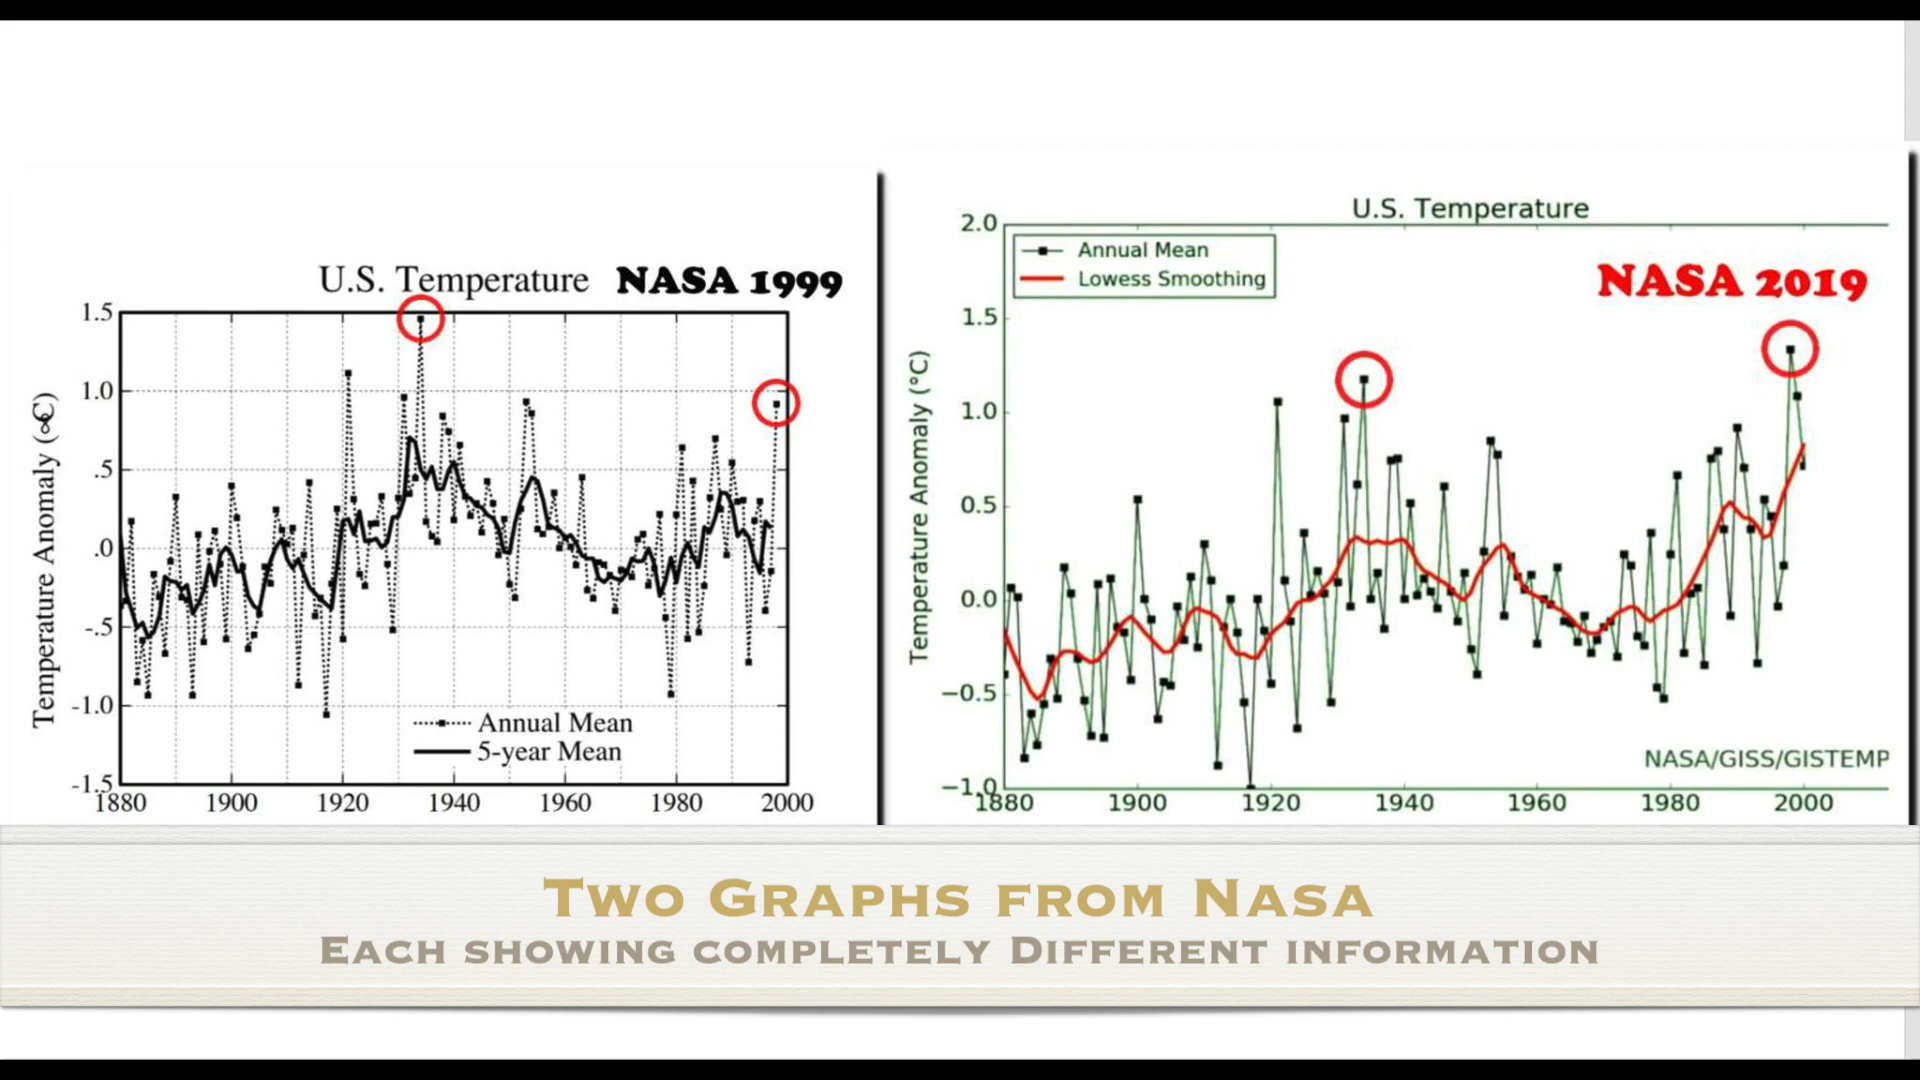 U.S. Temperature NASA 1999
1.5
1.0
.5
.0
-.5
-1.0
-1.5
Temperature Anomaly (°C)
Annual Mean
5-year Mean
1880 1900 1920 1940 1960 1980 2000
U.S. Temperature
NASA 2019
Annual Mean
Lowess Smoothing
2.0
1.5
1.0
0.5
0.0
−0.5
−1.0
Temperature Anomaly (°C)
NASA/GISS/GISTEMP
1880 1900 1920 1940 1960 1980 2000
Two Graphs from Nasa
Each showing completely Different information